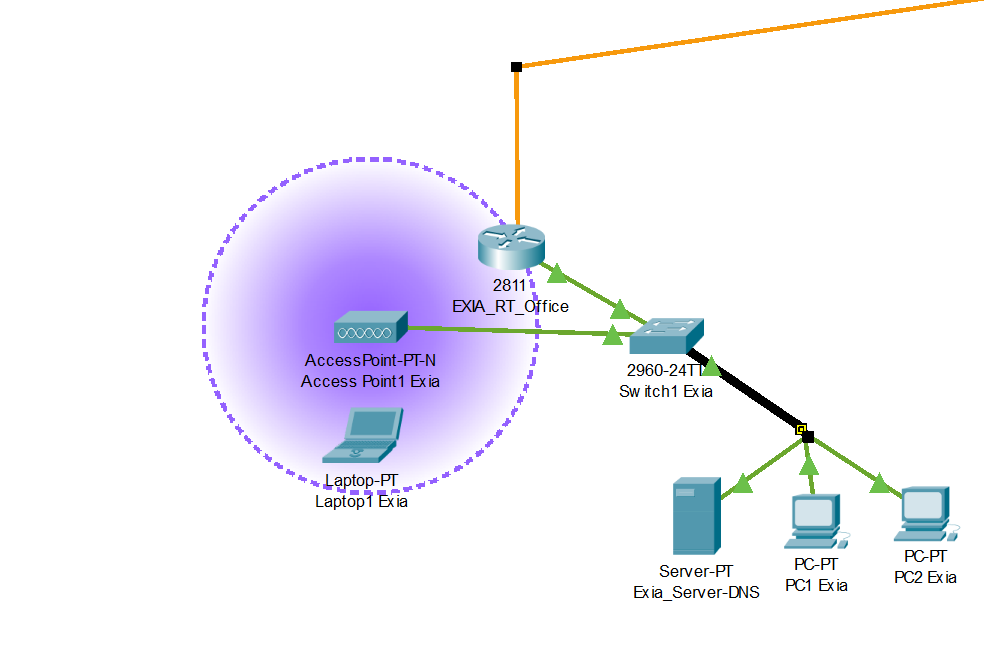 2811
EXIA_RT_Office
AccessPoint-PT-N
Access Point1 Exia
2960-24TT
Switch1 Exia
Laptop-PT
Laptop1 Exia
Server-PT
Exia_Server-DNS
PC-PT
PC1 Exia
PC-PT
PC2 Exia